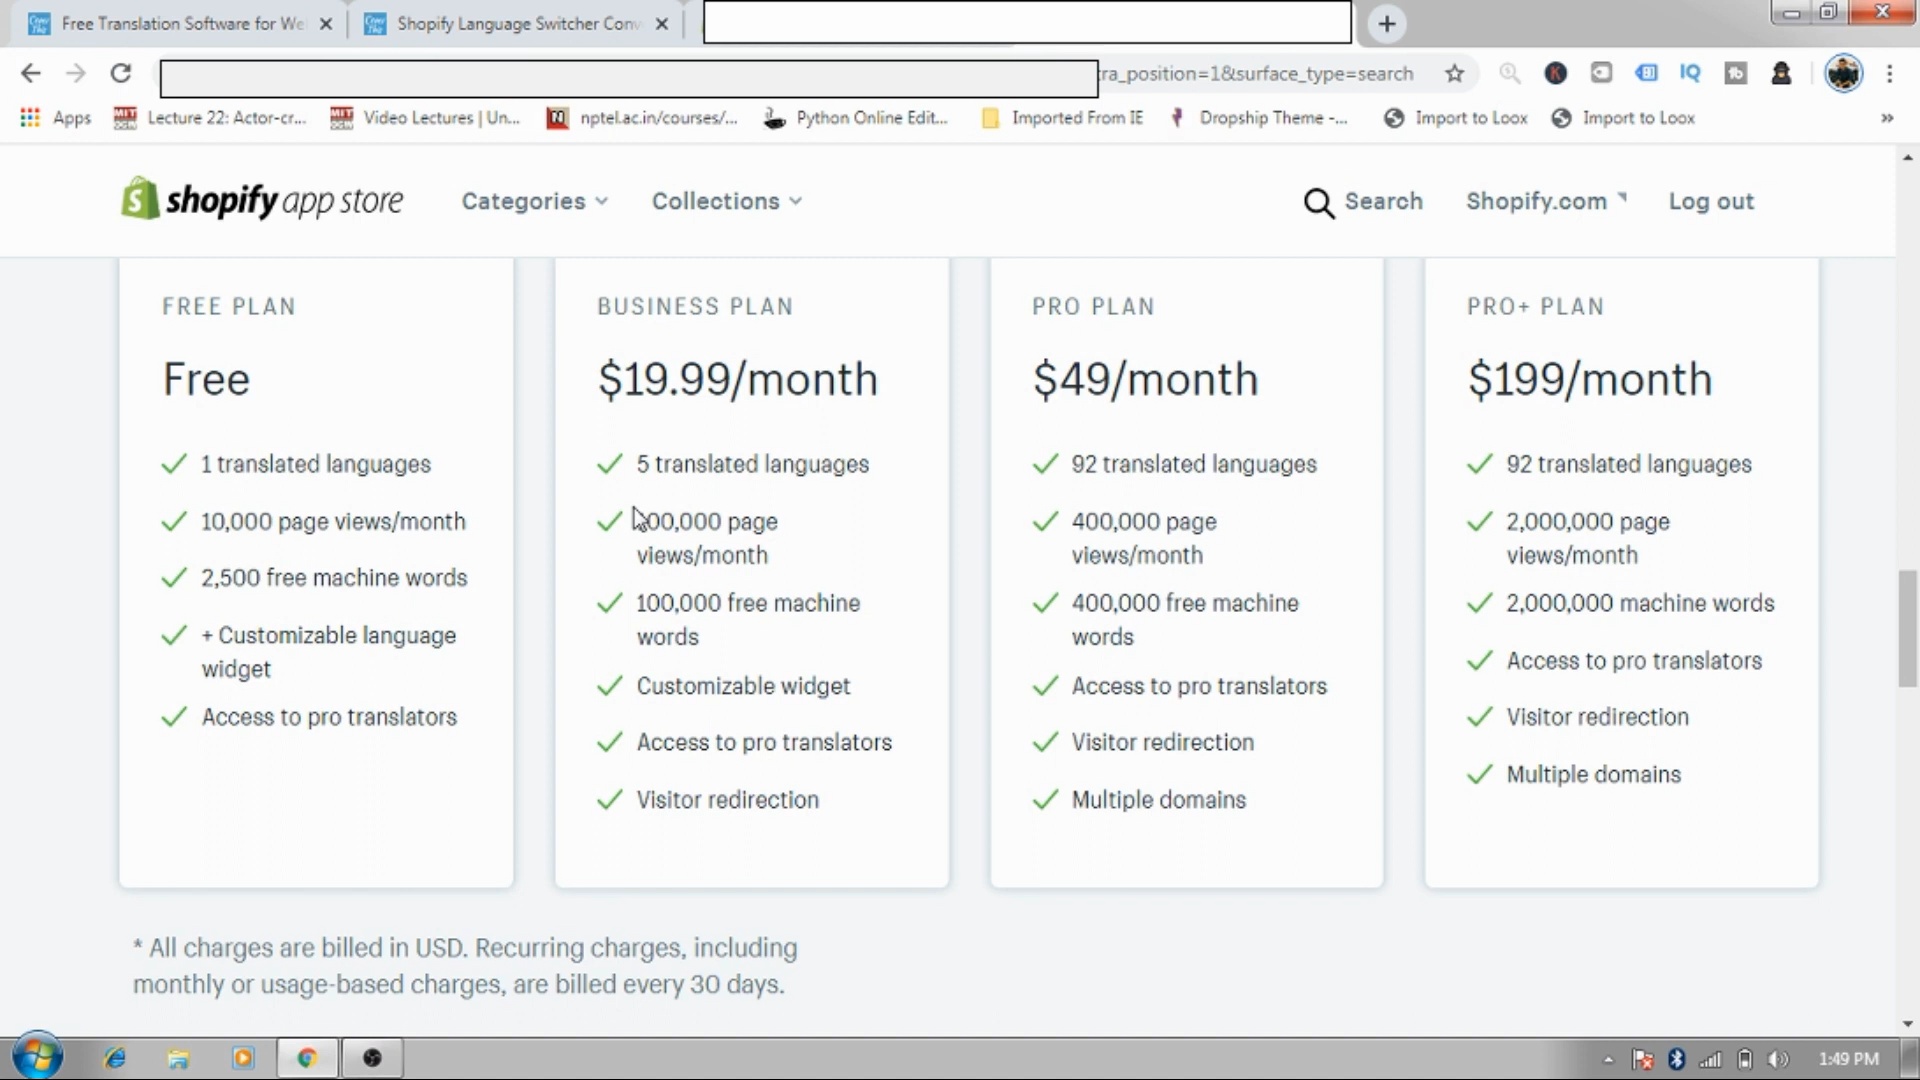 Free Translation Software for We
Shopify Language Switcher Conv
ra_position=1&surface_type=search
Apps
Lecture 22: Actor-cr...
Video Lectures | Un...
nptel.ac.in/courses/...
Python Online Edit...
Imported From IE
Dropship Theme -...
Import to Loox
Import to Loox
»
shopify app store
Categories
Collections
Search
Shopify.com
Log out
FREE PLAN
Free
1 translated languages
10,000 page views/month
2,500 free machine words
+ Customizable language
widget
Access to pro translators
BUSINESS PLAN
$19.99/month
5 translated languages
00,000 page
views/month
100,000 free machine
words
Customizable widget
Access to pro translators
Visitor redirection
PRO PLAN
$49/month
92 translated languages
400,000 page
views/month
400,000 free machine
words
Access to pro translators
Visitor redirection
Multiple domains
PRO+ PLAN
$199/month
92 translated languages
2,000,000 page
views/month
2,000,000 machine words
Access to pro translators
Visitor redirection
Multiple domains
* All charges are billed in USD. Recurring charges, including
monthly or usage-based charges, are billed every 30 days.
1:49 PM